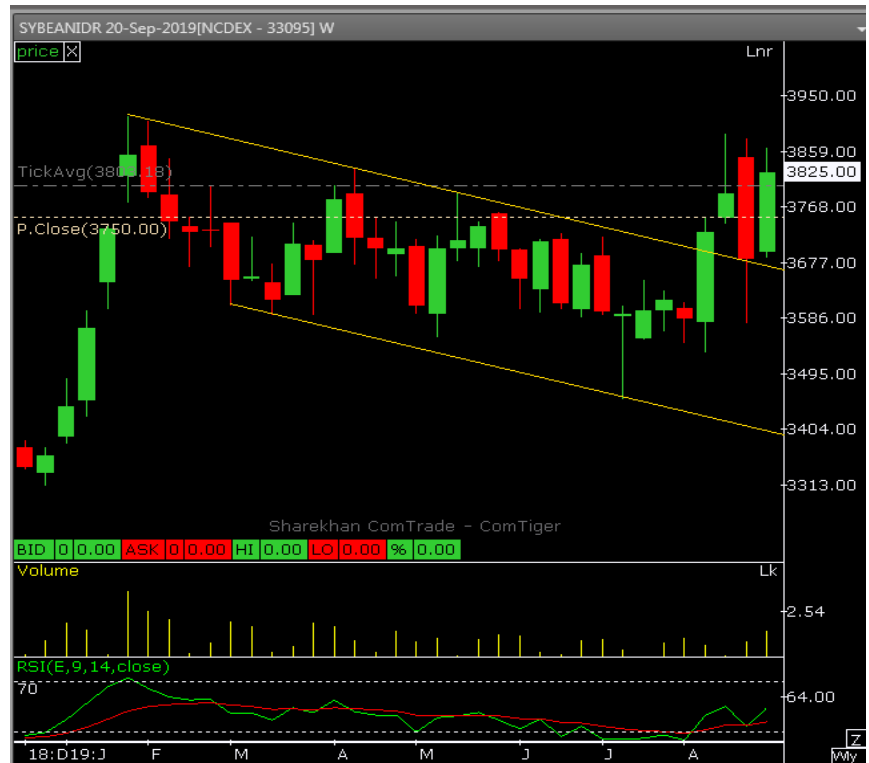 SYBEANIDR 20-Sep-2019[NCDEX - 33095] W
price X
Lnr
3950.00
3859.00
3825.00
TickAvg(3803.18)
3768.00
P.Close(3750.00)
3677.00
3586.00
3495.00
3404.00
3313.00
Sharekhan ComTrade - ComTiger
BID 0 0.00 ASK 0 0.00 HI 0.00 LO 0.00 % 0.00
Volume
Lk
2.54
RSI(E,9,14,close)
70
64.00
Z
18:D19:J F M A M J J A
Wly